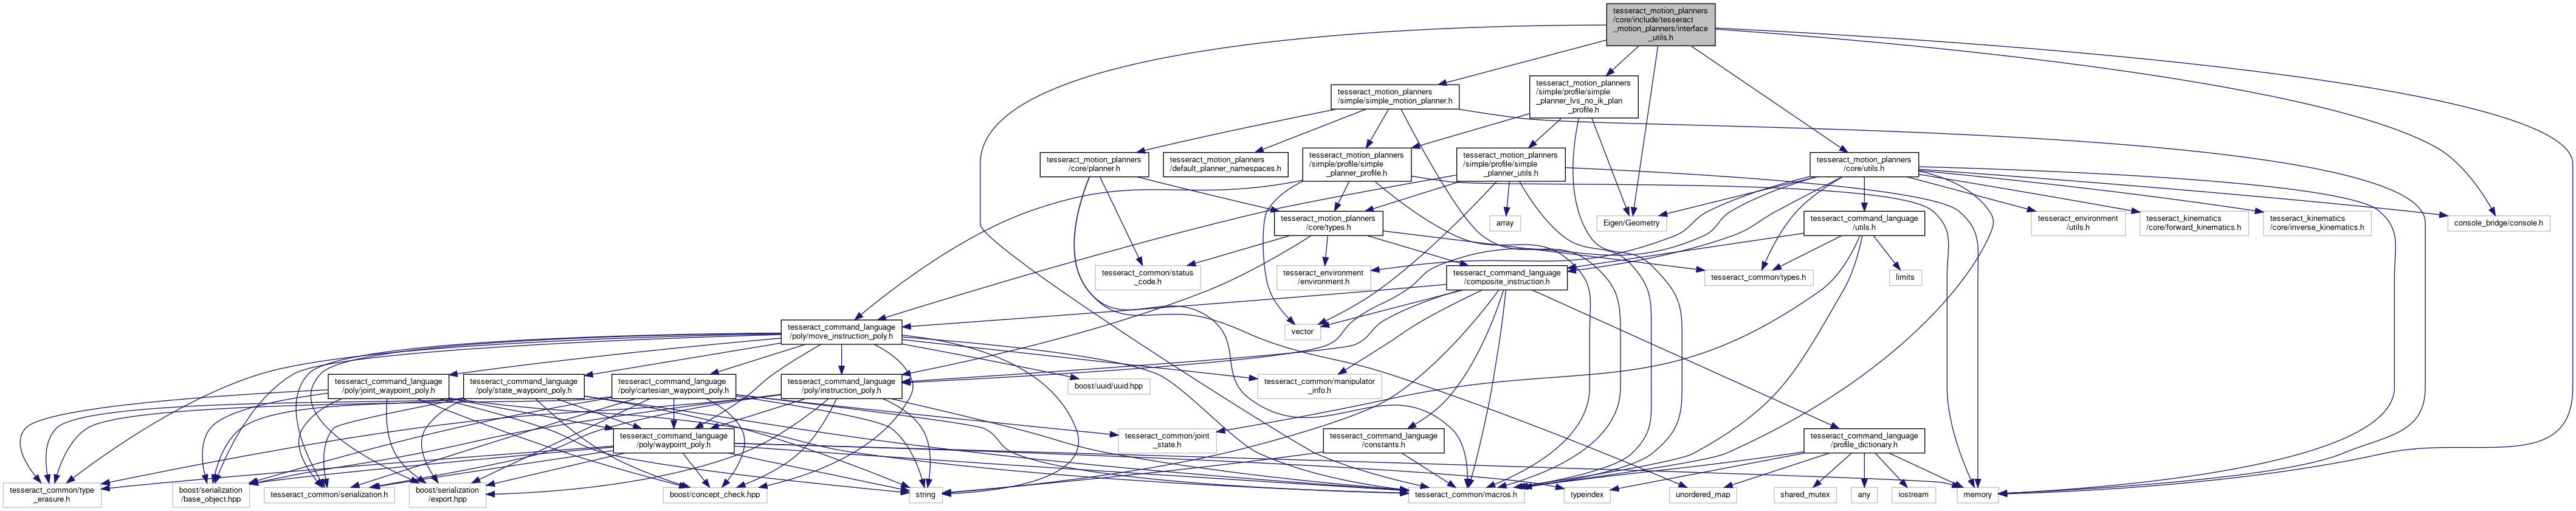 tesseract_motion_planners
/core/include/tesseract
_motion_planners/interface
_utils.h
tesseract_motion_planners
/simple/simple_motion_planner.h
tesseract_motion_planners
/simple/profile/simple
_planner_lvs_no_ik_plan
_profile.h
tesseract_motion_planners
/core/planner.h
tesseract_motion_planners
/default_planner_namespaces.h
tesseract_motion_planners
/simple/profile/simple
_planner_profile.h
tesseract_motion_planners
/simple/profile/simple
_planner_utils.h
tesseract_motion_planners
/core/utils.h
tesseract_motion_planners
/core/types.h
array
Eigen/Geometry
tesseract_command_language
/utils.h
tesseract_environment
/utils.h
tesseract_kinematics
/core/forward_kinematics.h
tesseract_kinematics
/core/inverse_kinematics.h
console_bridge/console.h
tesseract_common/status
_code.h
tesseract_environment
/environment.h
tesseract_command_language
/composite_instruction.h
tesseract_common/types.h
limits
tesseract_command_language
/poly/move_instruction_poly.h
vector
tesseract_command_language
/poly/joint_waypoint_poly.h
tesseract_command_language
/poly/state_waypoint_poly.h
tesseract_command_language
/poly/cartesian_waypoint_poly.h
tesseract_command_language
/poly/instruction_poly.h
boost/uuid/uuid.hpp
tesseract_common/manipulator
_info.h
tesseract_command_language
/poly/waypoint_poly.h
tesseract_common/joint
_state.h
tesseract_command_language
/constants.h
tesseract_command_language
/profile_dictionary.h
tesseract_common/type
_erasure.h
boost/serialization
/base_object.hpp
tesseract_common/serialization.h
boost/serialization
/export.hpp
boost/concept_check.hpp
string
tesseract_common/macros.h
typeindex
unordered_map
shared_mutex
any
iostream
memory